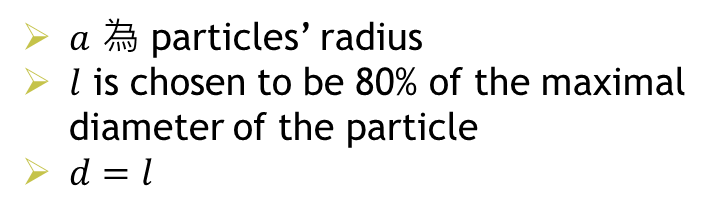 ➢ 𝑎 為 particles’ radius
➢ 𝑙 is chosen to be 80% of the maximal
diameter of the particle
➢ 𝑑 = 𝑙